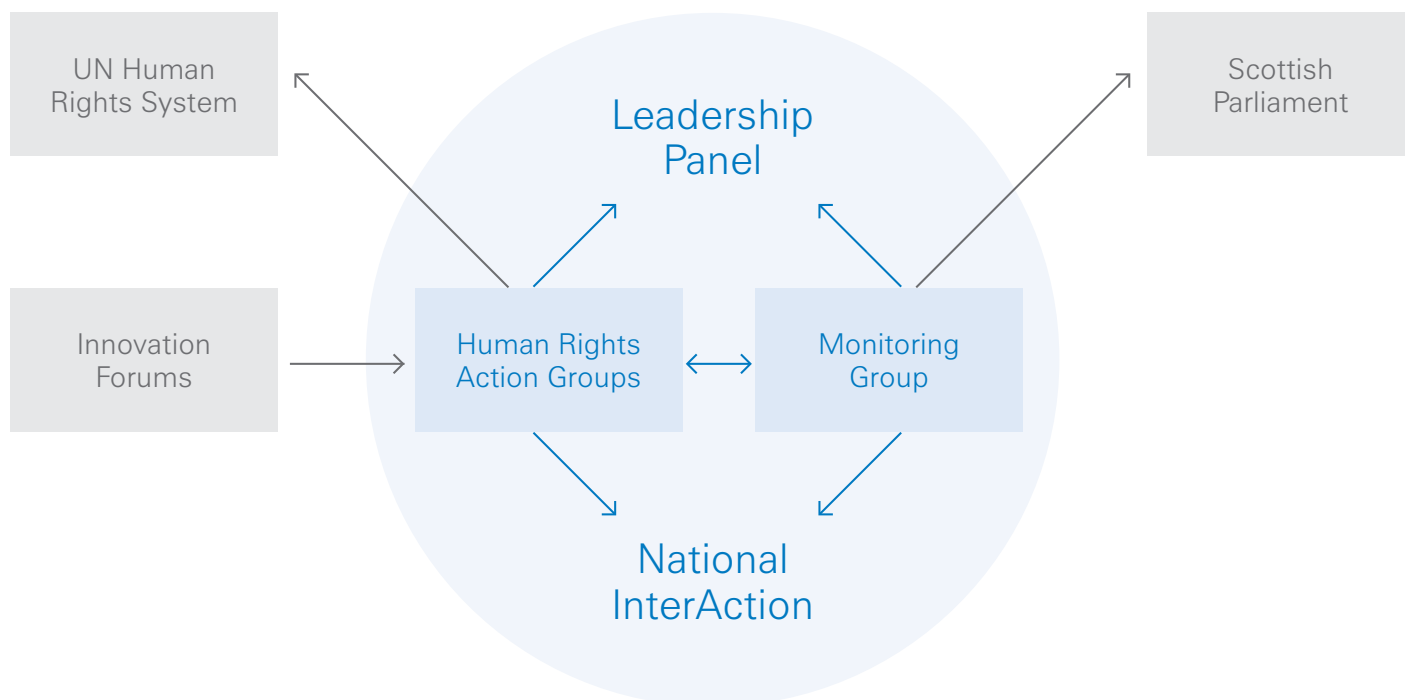 UN Human
Rights System
Leadership
Panel
Scottish
Parliament
Innovation
Forums
Human Rights
Action Groups
Monitoring
Group
National
InterAction